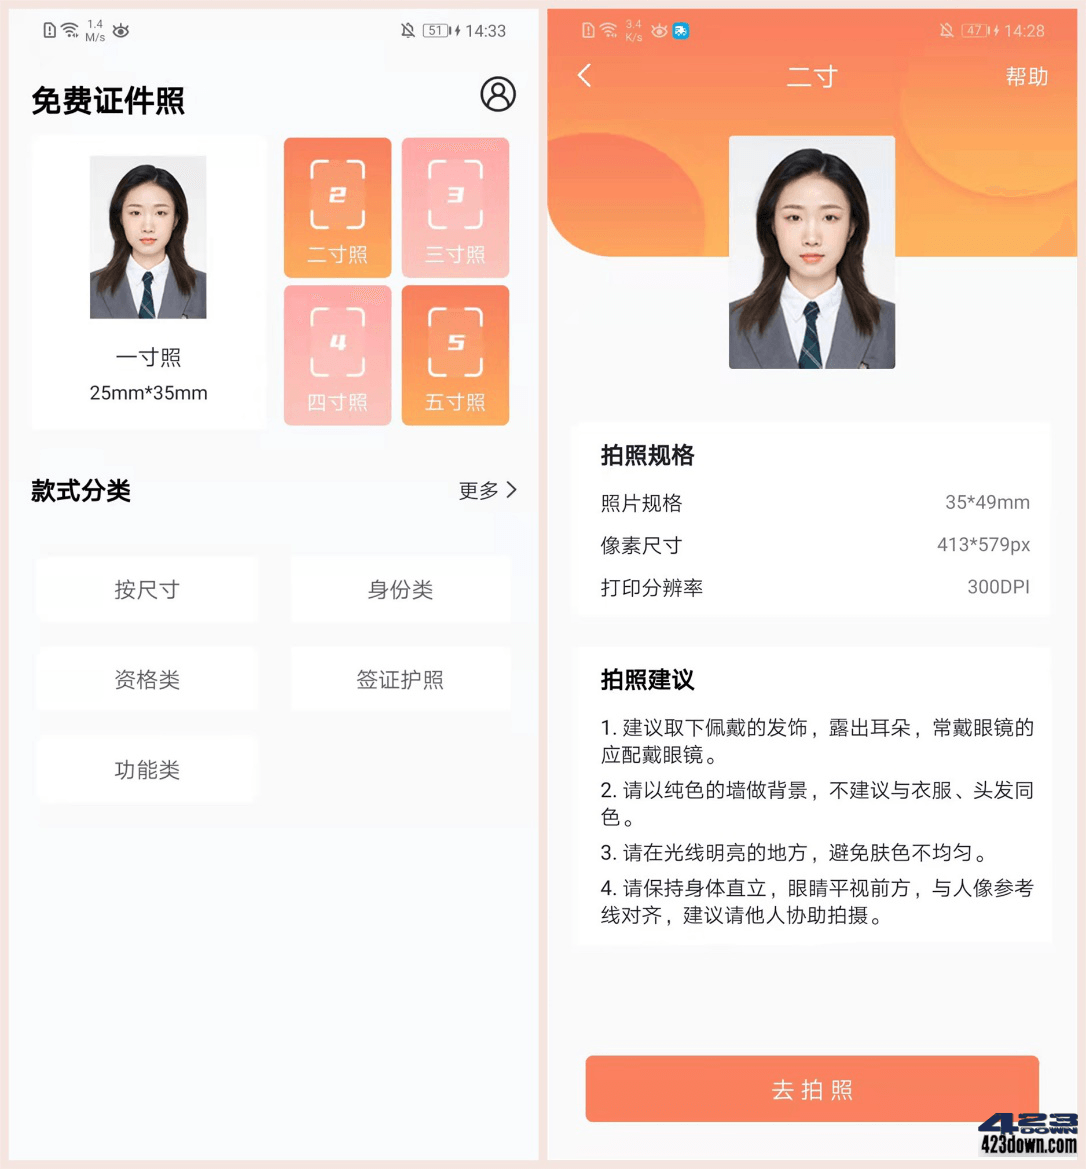 1.4
M/s
51
14:33
免费证件照
一寸照
25mm*35mm
2
二寸照
3
三寸照
4
四寸照
5
五寸照
款式分类
更多
按尺寸
身份类
资格类
签证护照
功能类
3.4
K/s
47
14:28
二寸
帮助
拍照规格
照片规格
35*49mm
像素尺寸
413*579px
打印分辨率
300DPI
拍照建议
1. 建议取下佩戴的发饰，露出耳朵，常戴眼镜的
应配戴眼镜。
2. 请以纯色的墙做背景，不建议与衣服、头发同
色。
3. 请在光线明亮的地方，避免肤色不均匀。
4. 请保持身体直立，眼睛平视前方，与人像参考
线对齐，建议请他人协助拍摄。
去拍照
423
DOWN
423down.com